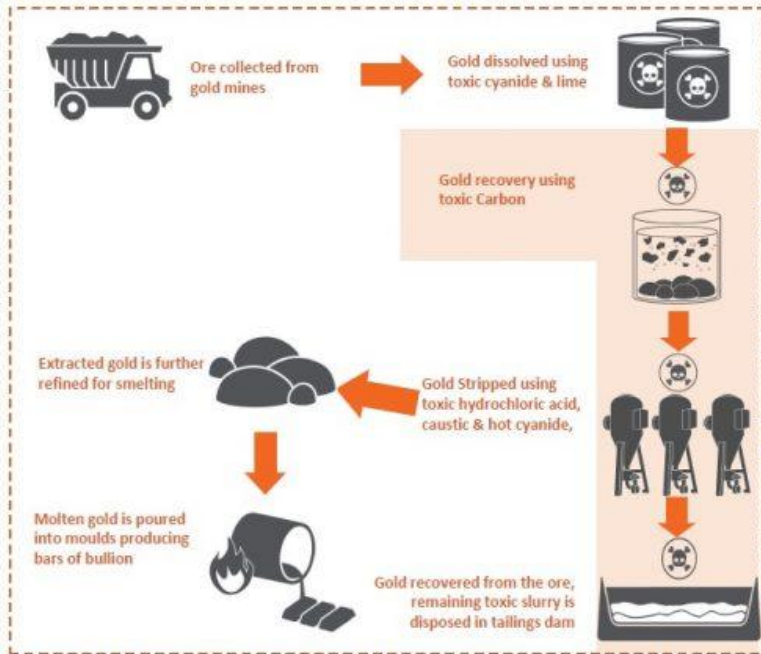 Ore collected from
gold mines
Gold dissolved using
toxic cyanide & lime
Gold recovery using
toxic Carbon
Extracted gold is further
refined for smelting
Gold Stripped using
toxic hydrochloric acid,
caustic & hot cyanide,
Molten gold is poured
into moulds producing
bars of bullion
Gold recovered from the ore,
remaining toxic slurry is
disposed in tailings dam